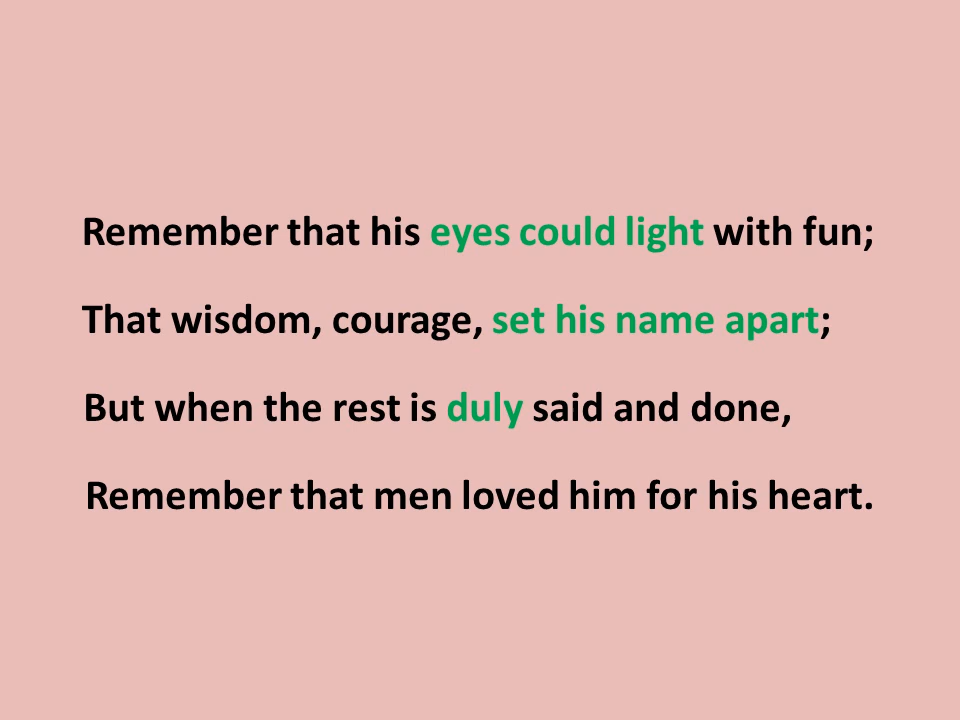 Remember that his eyes could light with fun;
That wisdom, courage, set his name apart;
But when the rest is duly said and done,
Remember that men loved him for his heart.